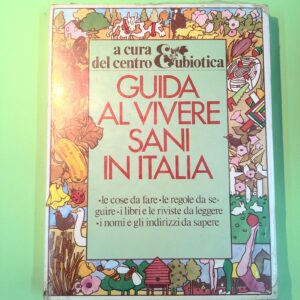 a cura
del centro Eubiotica
GUIDA
AL VIVERE
SANI
IN ITALIA
•le cose da fare•le regole da se-
guire•i libri e le riviste da leggere
•i nomi e gli indirizzi da sapere